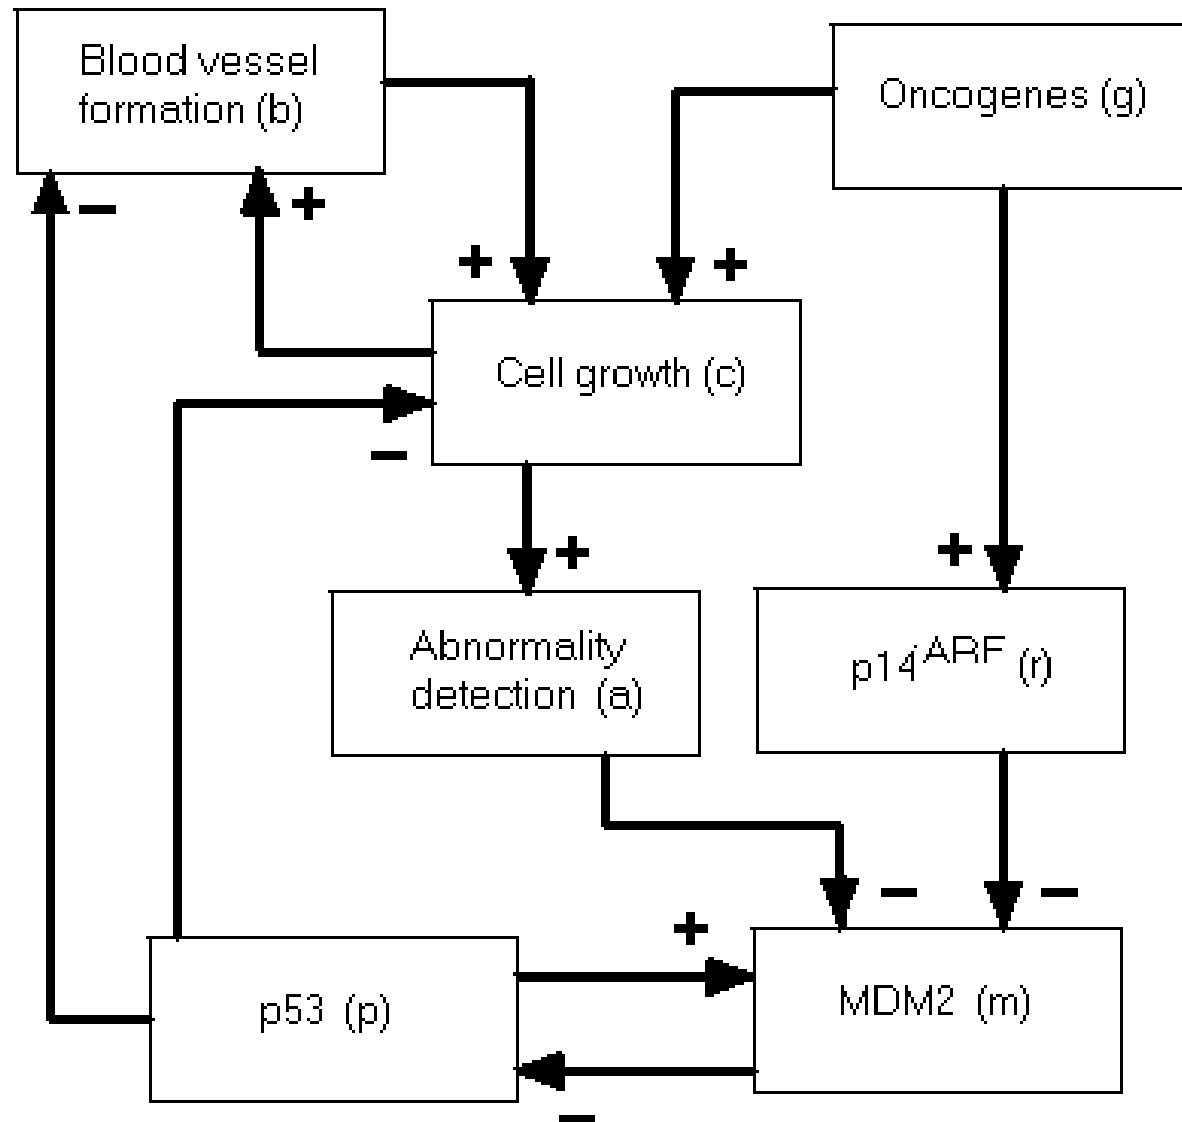 Blood vessel
formation (b)
Oncogenes (g)
−
+
+
+
Cell growth (c)
−
+
+
Abnormality
detection (a)
p14ARF (r)
−
−
+
p53 (p)
MDM2 (m)
−